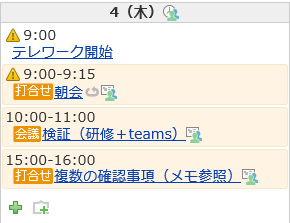 4（木）
9:00
テレワーク開始
9:00-9:15
打合せ 朝会
10:00-11:00
会議 検証（研修＋teams）
15:00-16:00
打合せ 複数の確認事項（メモ参照）